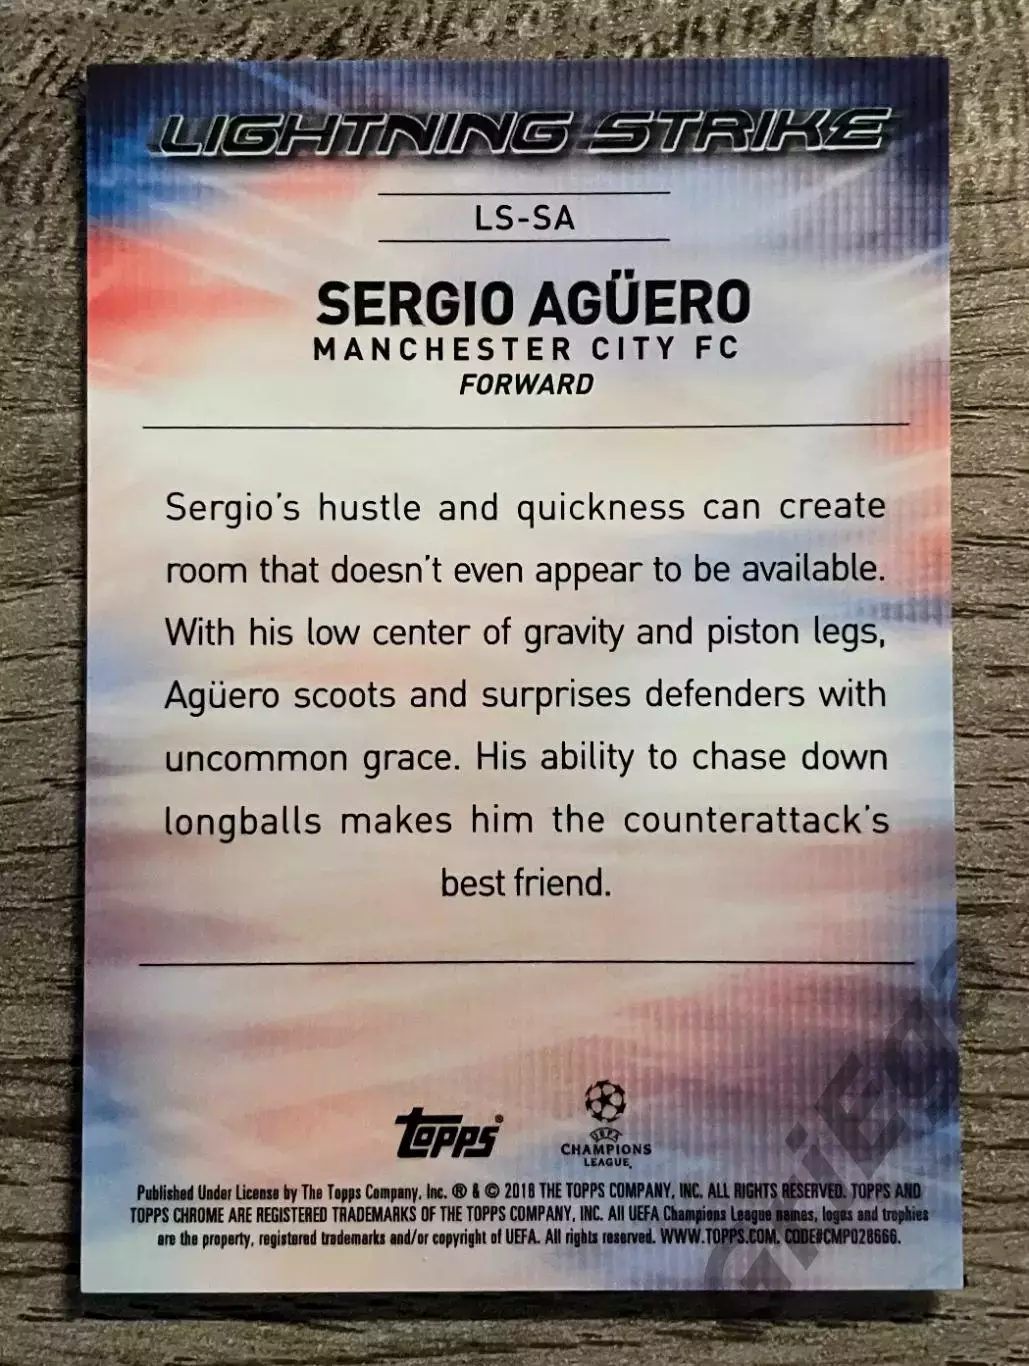 LIGHTNING STRIKE
LS-SA
SERGIO AGÜERO
MANCHESTER CITY FC
FORWARD
Sergio's hustle and quickness can create
room that doesn't even appear to be available.
With his low center of gravity and piston legs,
Agüero scoots and surprises defenders with
uncommon grace. His ability to chase down
longballs makes him the counterattack's
best friend.
Topps®
UEFA
CHAMPIONS
LEAGUE.
Published Under License by The Topps Company, Inc. ® & © 2018 THE TOPPS COMPANY, INC. ALL RIGHTS RESERVED. TOPPS AND
TOPPS CHROME ARE REGISTERED TRADEMARKS OF THE TOPPS COMPANY, INC. All UEFA Champions League names, logos and trophies
are the property, registered trademarks and/or copyright of UEFA. All rights reserved. WWW.TOPPS.COM. CODE#CMP028666.